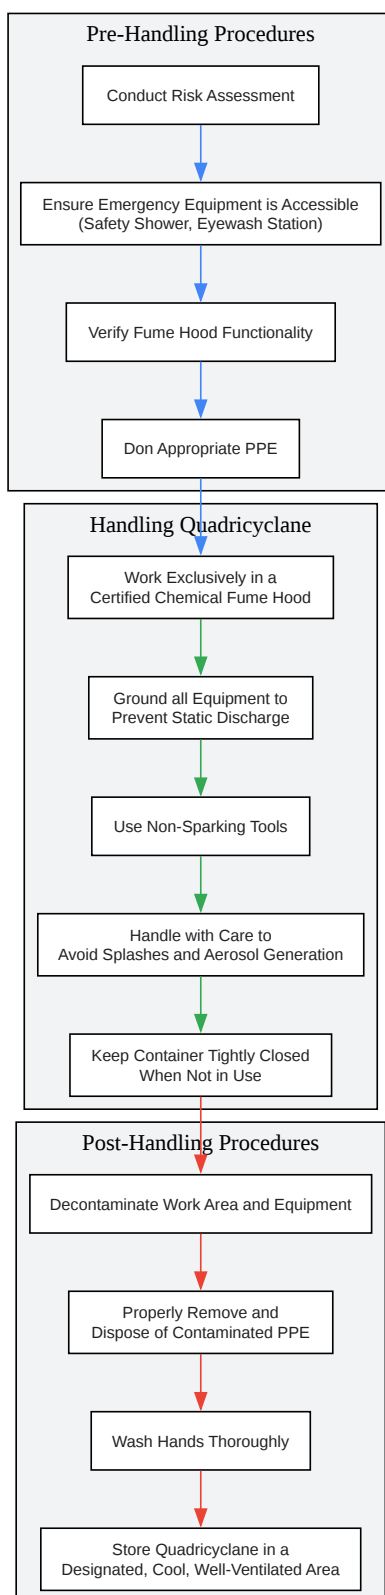 Pre-Handling Procedures
Conduct Risk Assessment
Ensure Emergency Equipment is Accessible
(Safety Shower, Eyewash Station)
Verify Fume Hood Functionality
Don Appropriate PPE
Handling Quadricyclane
Work Exclusively in a
Certified Chemical Fume Hood
Ground all Equipment to
Prevent Static Discharge
Use Non-Sparking Tools
Handle with Care to
Avoid Splashes and Aerosol Generation
Keep Container Tightly Closed
When Not in Use
Post-Handling Procedures
Decontaminate Work Area and Equipment
Properly Remove and
Dispose of Contaminated PPE
Wash Hands Thoroughly
Store Quadricyclane in a
Designated, Cool, Well-Ventilated Area